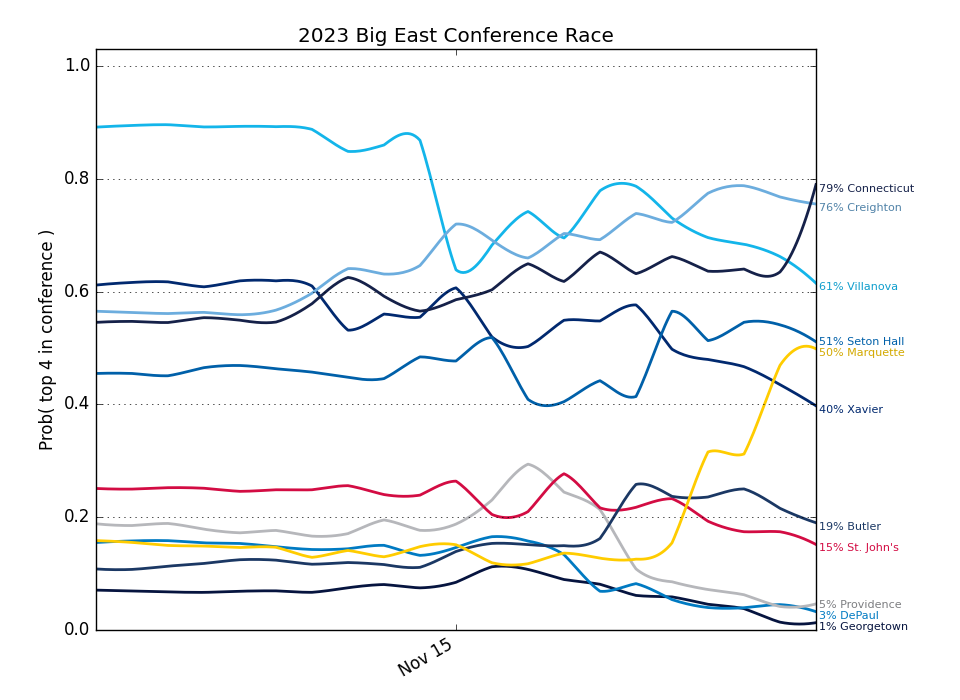 2023 Big East Conference Race
Prob( top 4 in conference )
1.0
0.8
0.6
0.4
0.2
0.0
Nov 15
79% Connecticut
76% Creighton
61% Villanova
51% Seton Hall
50% Marquette
40% Xavier
19% Butler
15% St. John's
5% Providence
3% DePaul
1% Georgetown